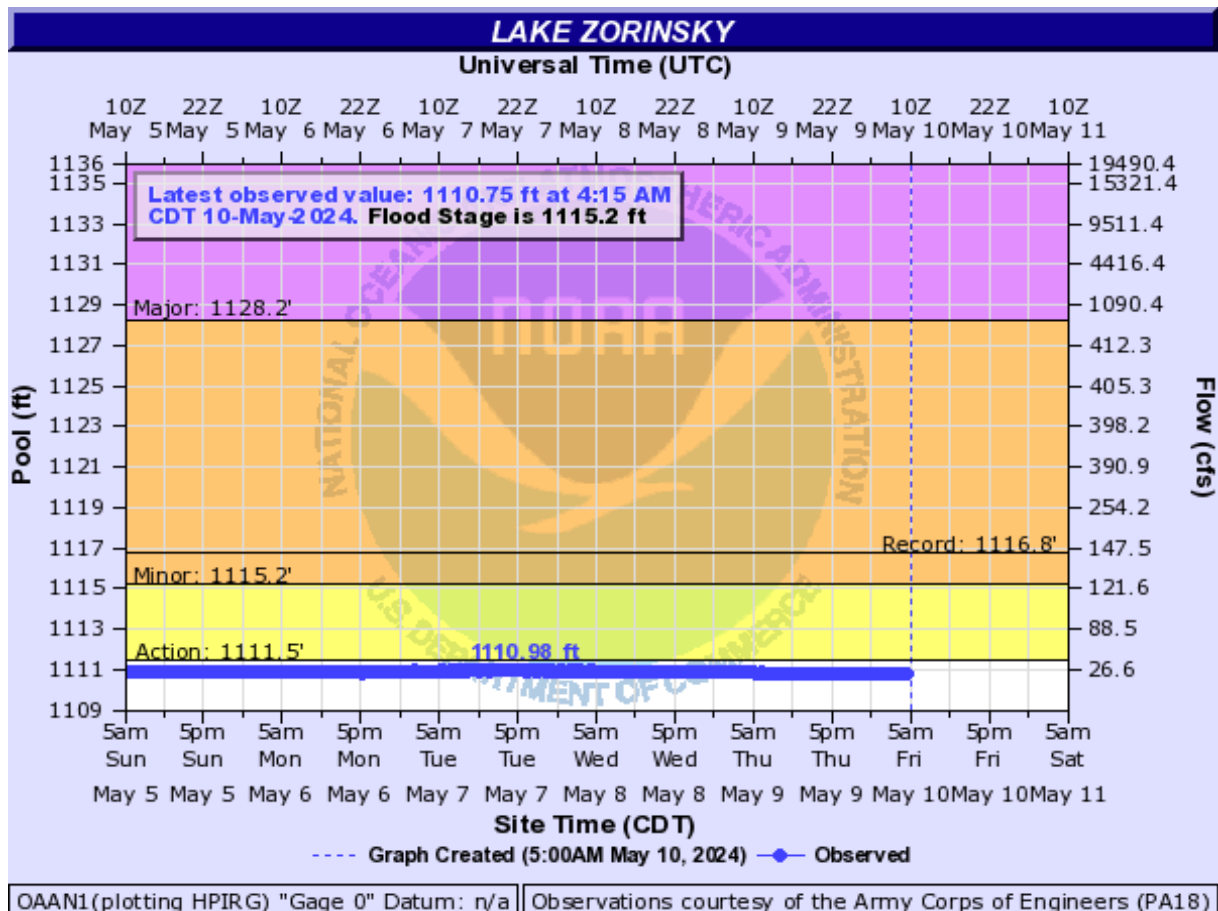 LAKE ZORINSKY
Universal Time (UTC)
10Z 22Z 10Z 22Z 10Z 22Z 10Z 22Z 10Z 22Z 10Z 22Z 10Z
May 5 May 5 May 6 May 6 May 7 May 7 May 8 May 8 May 9 May 9 May 10 May 10 May 11
Latest observed value: 1110.75 ft at 4:15 AM
CDT 10-May-2024. Flood Stage is 1115.2 ft
1136 19490.4
1135 15321.4
1133 9511.4
1131 4416.4
1129 1090.4
Major: 1128.2'
1127 412.3
1125 405.3
1123 398.2
1121 390.9
1119 254.2
1117 147.5
Record: 1116.8'
Minor: 1115.2'
1115 121.6
1113 88.5
Action: 1111.5'
1110.98 ft
1111 26.6
1109
Pool (ft)
Flow (cfs)
NATIONAL OCEANIC AND ATMOSPHERIC ADMINISTRATION
NOAA
U.S. DEPARTMENT OF COMMERCE
5am 5pm 5am 5pm 5am 5pm 5am 5pm 5am 5pm 5am 5pm 5am
Sun Sun Mon Mon Tue Tue Wed Wed Thu Thu Fri Fri Sat
May 5 May 5 May 6 May 6 May 7 May 7 May 8 May 8 May 9 May 9 May 10 May 10 May 11
Site Time (CDT)
Graph Created (5:00AM May 10, 2024) Observed
OAAN1(plotting HPIRG) "Gage 0" Datum: n/a Observations courtesy of the Army Corps of Engineers (PA18)